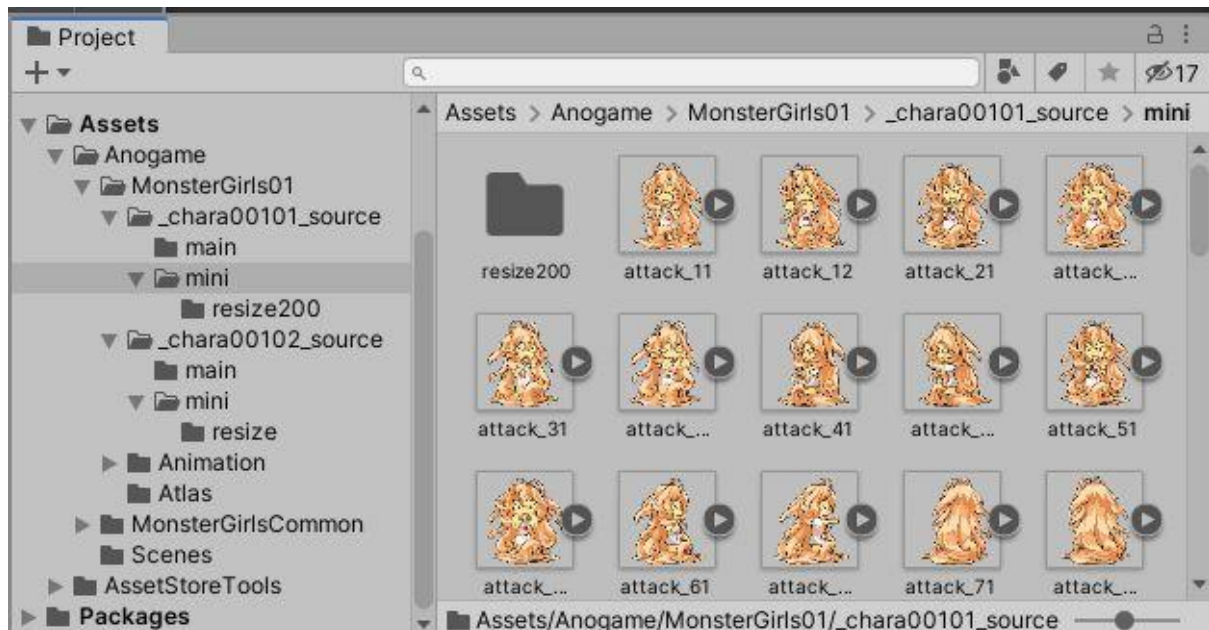 Project
17
Assets
Anogame
MonsterGirls01
_chara00101_source
main
mini
resize200
_chara00102_source
main
mini
resize
Animation
Atlas
MonsterGirlsCommon
Scenes
AssetStoreTools
Packages
Assets > Anogame > MonsterGirls01 > _chara00101_source > mini
resize200 attack_11 attack_12 attack_21 attack_...
attack_31 attack_... attack_41 attack_... attack_51
attack_... attack_61 attack_... attack_71 attack_...
Assets/Anogame/MonsterGirls01/_chara00101_source